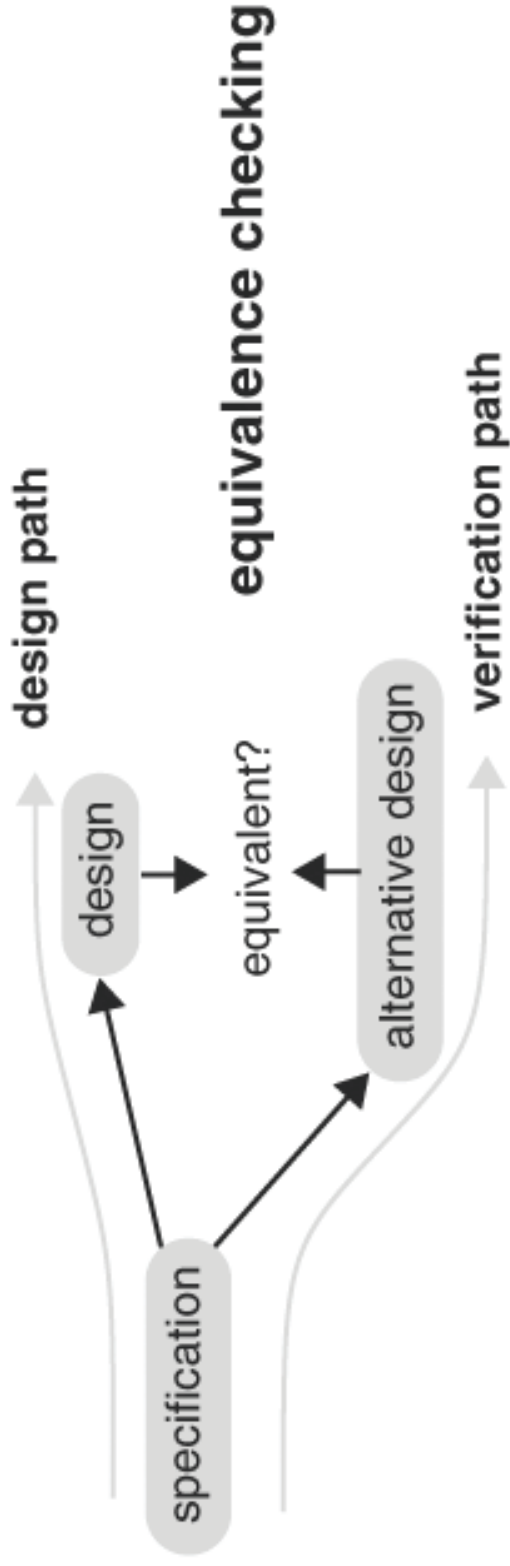 design path
specification
design
equivalent?
alternative design
equivalence checking
verification path